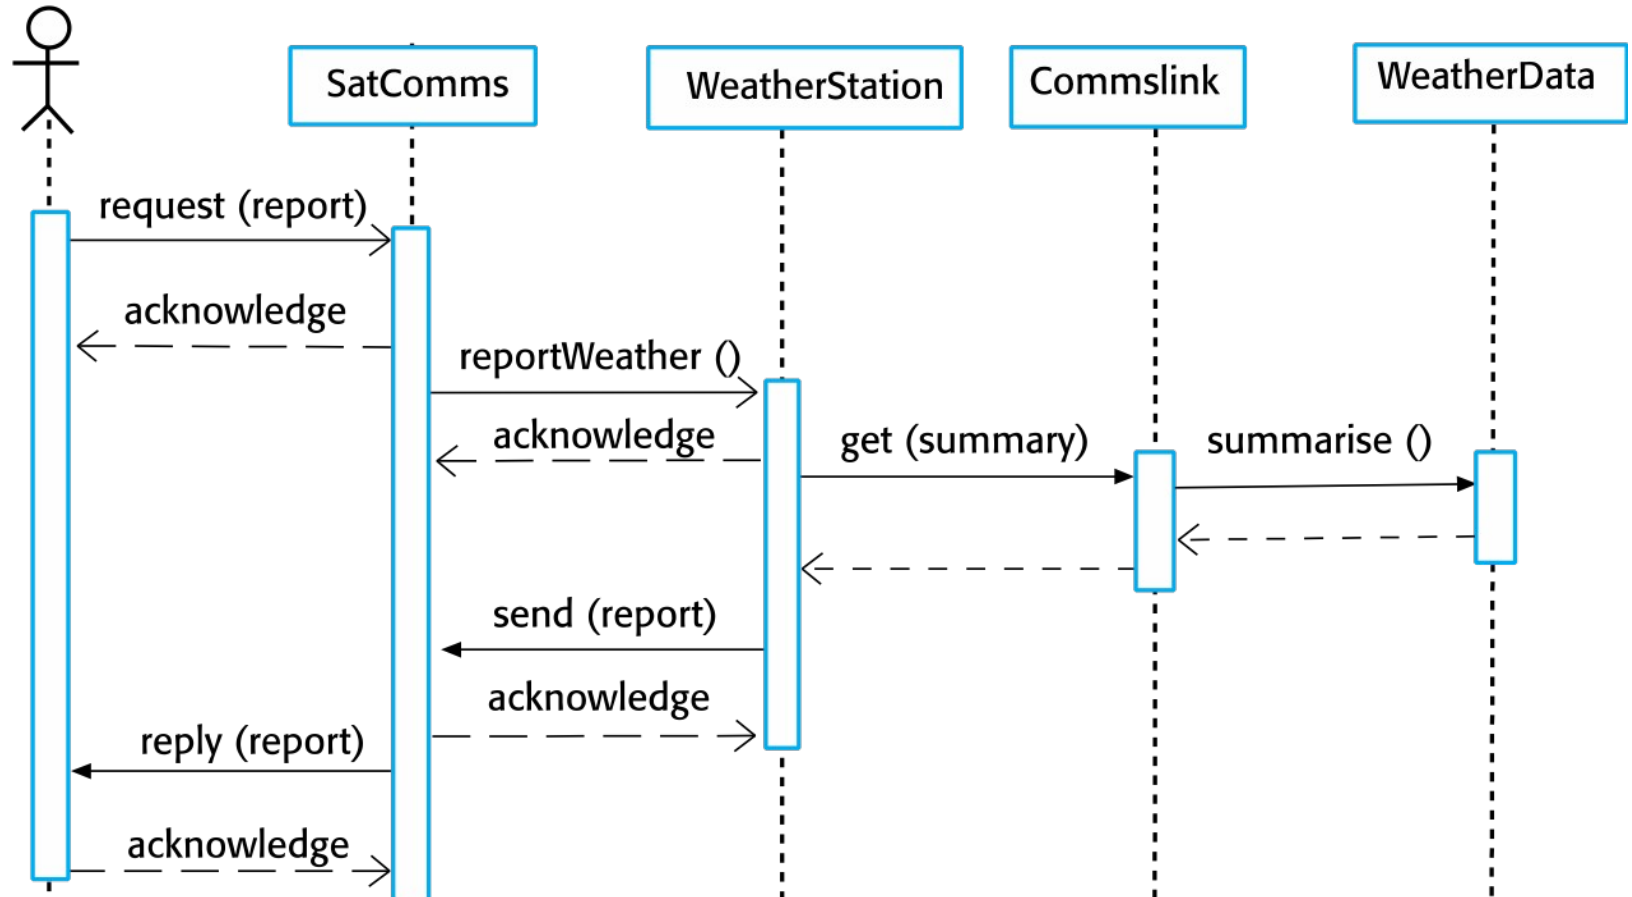 SatComms
WeatherStation
Commslink
WeatherData
request (report)
acknowledge
reportWeather ()
acknowledge
get (summary)
summarise ()
send (report)
acknowledge
reply (report)
acknowledge